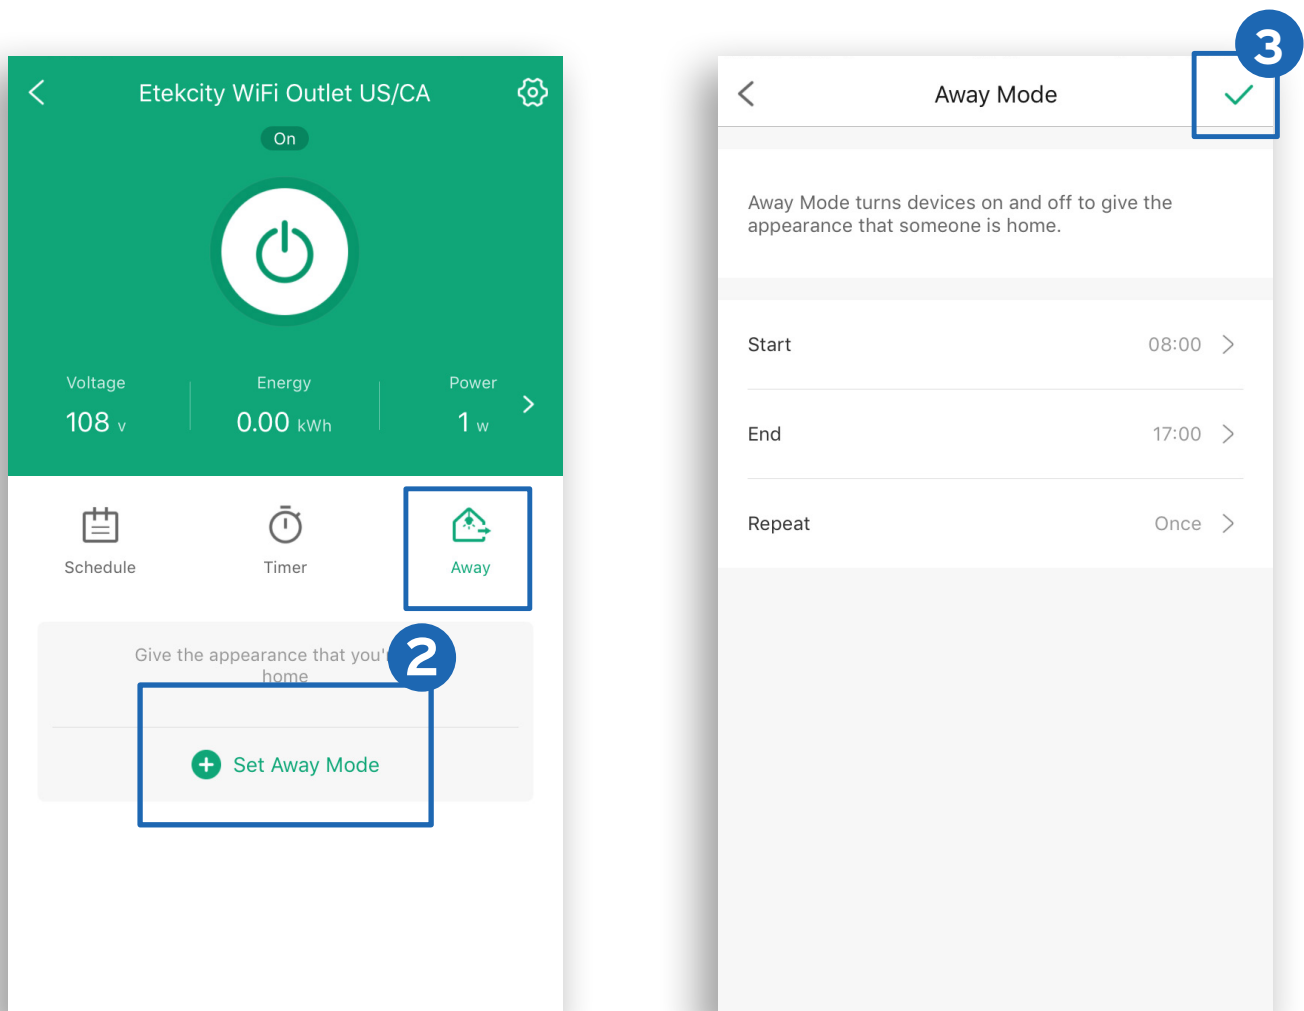 Etekcity WiFi Outlet US/CA
On
Voltage
Energy
Power
108 v
0.00 kWh
1 w
Schedule
Timer
Away
Give the appearance that you'
home
2
Set Away Mode
3
Away Mode
Away Mode turns devices on and off to give the
appearance that someone is home.
Start 08:00
End 17:00
Repeat Once